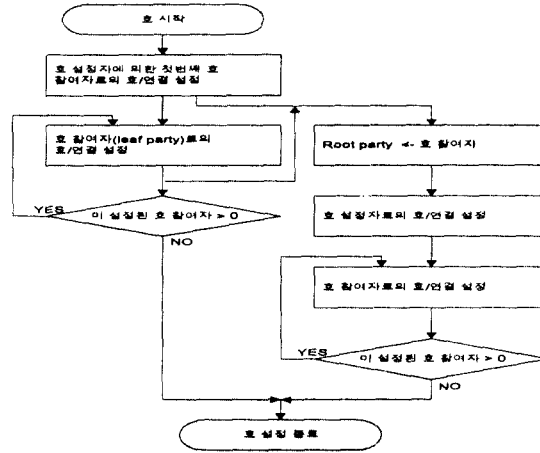 호 시작
호 설정자에 의한 첫번째 호
참여자로의 호/연결 설정
호 참여자(leaf party)로의
호/연결 설정
Root party <- 호 참여자
YES
이 설정된 호 참여자 > 0
NO
호 설정자로의 호/연결 설정
호 참여자로의 호/연결 설정
YES
이 설정된 호 참여자 > 0
NO
호 설정 종료